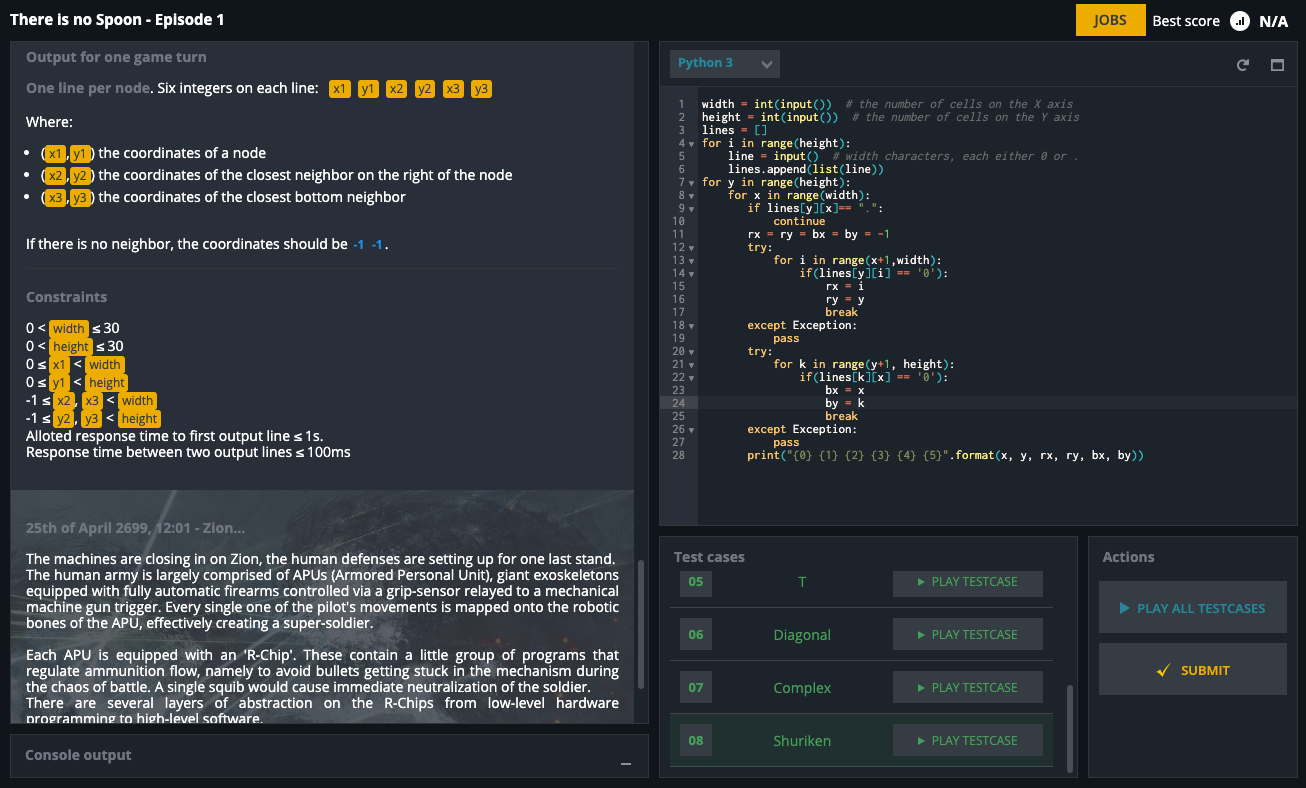 There is no Spoon - Episode 1
JOBS
Best score
N/A
Output for one game turn
One line per node. Six integers on each line: x1 y1 x2 y2 x3 y3
Where:
• (x1,y1) the coordinates of a node
• (x2,y2) the coordinates of the closest neighbor on the right of the node
• (x3,y3) the coordinates of the closest bottom neighbor
If there is no neighbor, the coordinates should be -1 -1.
Constraints
0 < width ≤ 30
0 < height ≤ 30
0 ≤ x1 < width
0 ≤ y1 < height
-1 ≤ x2, x3 < width
-1 ≤ y2, y3 < height
Alloted response time to first output line ≤ 1s.
Response time between two output lines ≤ 100ms
25th of April 2699, 12:01 - Zion...
The machines are closing in on Zion, the human defenses are setting up for one last stand.
The human army is largely comprised of APUs (Armored Personal Unit), giant exoskeletons
equipped with fully automatic firearms controlled via a grip-sensor relayed to a mechanical
machine gun trigger. Every single one of the pilot's movements is mapped onto the robotic
bones of the APU, effectively creating a super-soldier.
Each APU is equipped with an 'R-Chip'. These contain a little group of programs that
regulate ammunition flow, namely to avoid bullets getting stuck in the mechanism during
the chaos of battle. A single squib would cause immediate neutralization of the soldier.
There are several layers of abstraction on the R-Chips from low-level hardware
programming to high-level software.
Console output
Python 3
1 width = int(input())  # the number of cells on the X axis
2 height = int(input())  # the number of cells on the Y axis
3 lines = []
4 for i in range(height):
5     line = input()  # width characters, each either 0 or .
6     lines.append(list(line))
7 for y in range(height):
8     for x in range(width):
9        if lines[y][x]== ".":
10            continue
11        rx = ry = bx = by = -1
12        try:
13            for i in range(x+1,width):
14                if(lines[y][i] == '0'):
15                    rx = i
16                    ry = y
17                    break
18        except Exception:
19            pass
20        try:
21            for k in range(y+1, height):
22                if(lines[k][x] == '0'):
23                    bx = x
24                    by = k
25                    break
26        except Exception:
27            pass
28        print("{0} {1} {2} {3} {4} {5}".format(x, y, rx, ry, bx, by))
Test cases
05 T PLAY TESTCASE
06 Diagonal PLAY TESTCASE
07 Complex PLAY TESTCASE
08 Shuriken PLAY TESTCASE
Actions
PLAY ALL TESTCASES
SUBMIT